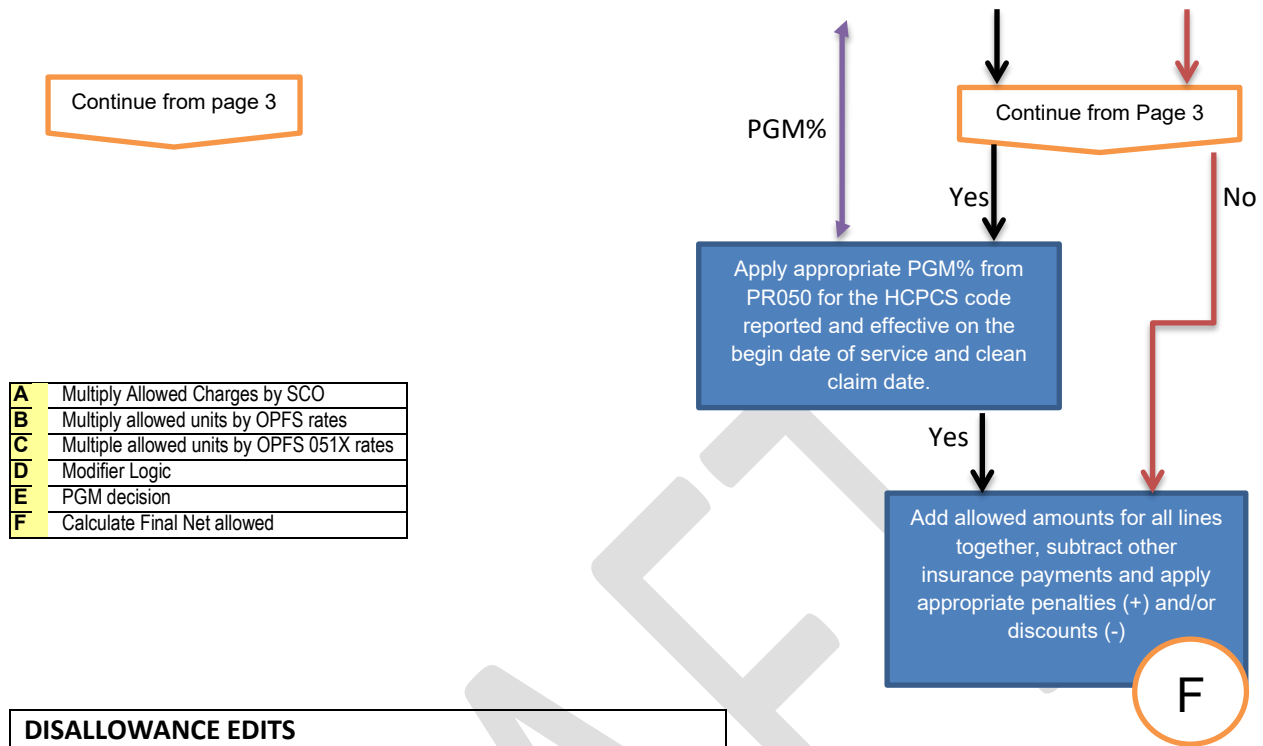 Continue from page 3
Continue from Page 3
PGM%
Yes
No
Apply appropriate PGM% from
PR050 for the HCPCS code
reported and effective on the
begin date of service and clean
claim date.
A Multiply Allowed Charges by SCO
B Multiply allowed units by OPFS rates
C Multiple allowed units by OPFS 051X rates
D Modifier Logic
E PGM decision
F Calculate Final Net allowed
Yes
Add allowed amounts for all lines
together, subtract other
insurance payments and apply
appropriate penalties (+) and/or
discounts (-)
F
DISALLOWANCE EDITS